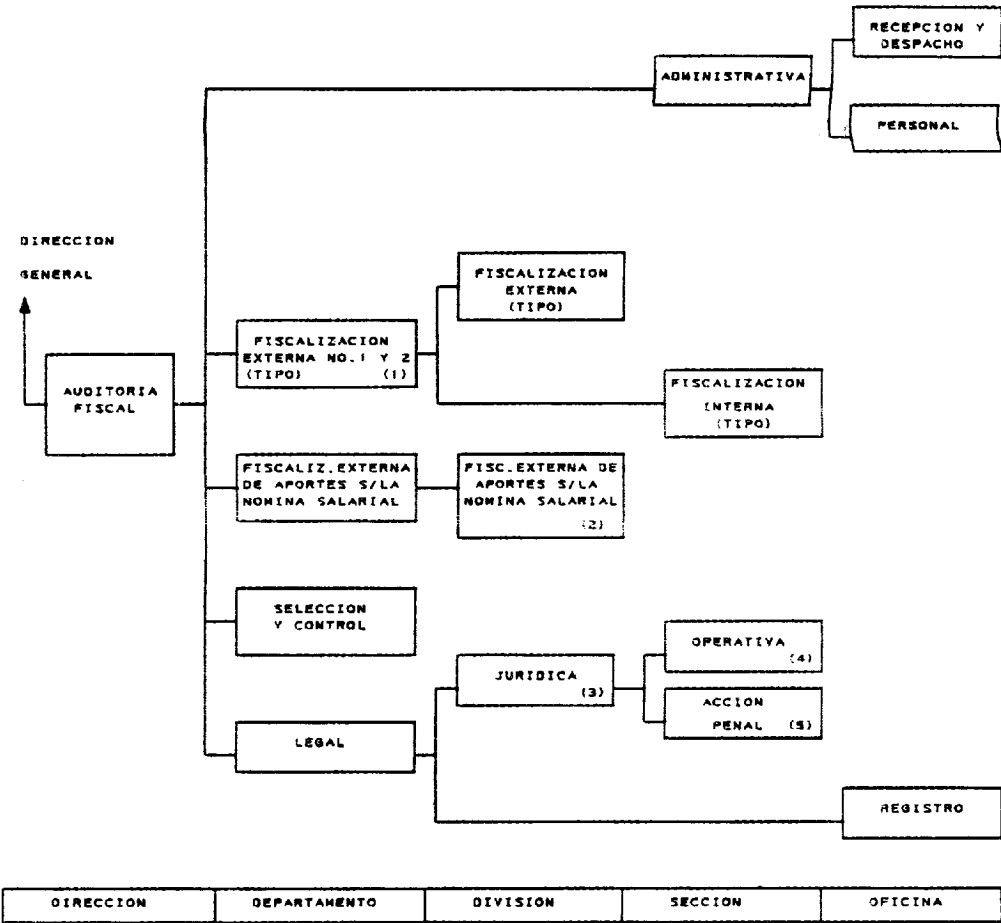 RECEPCION Y
DESPACHO
ADMINISTRATIVA
PERSONAL
DIRECCION
GENERAL
FISCALIZACION
EXTERNA
(TIPO)
FISCALIZACION
EXTERNA NO.1 Y 2
(TIPO) (1)
AUDITORIA
FISCAL
FISCALIZACION
INTERNA
(TIPO)
FISCALIZ.EXTERNA
DE APORTES S/LA
NOMINA SALARIAL
FISC.EXTERNA DE
APORTES S/LA
NOMINA SALARIAL
(2)
SELECCION
Y CONTROL
OPERATIVA
(4)
JURIDICA
(3)
ACCION
PENAL (5)
LEGAL
REGISTRO
DIRECCION DEPARTAMENTO DIVISION SECCION OFICINA